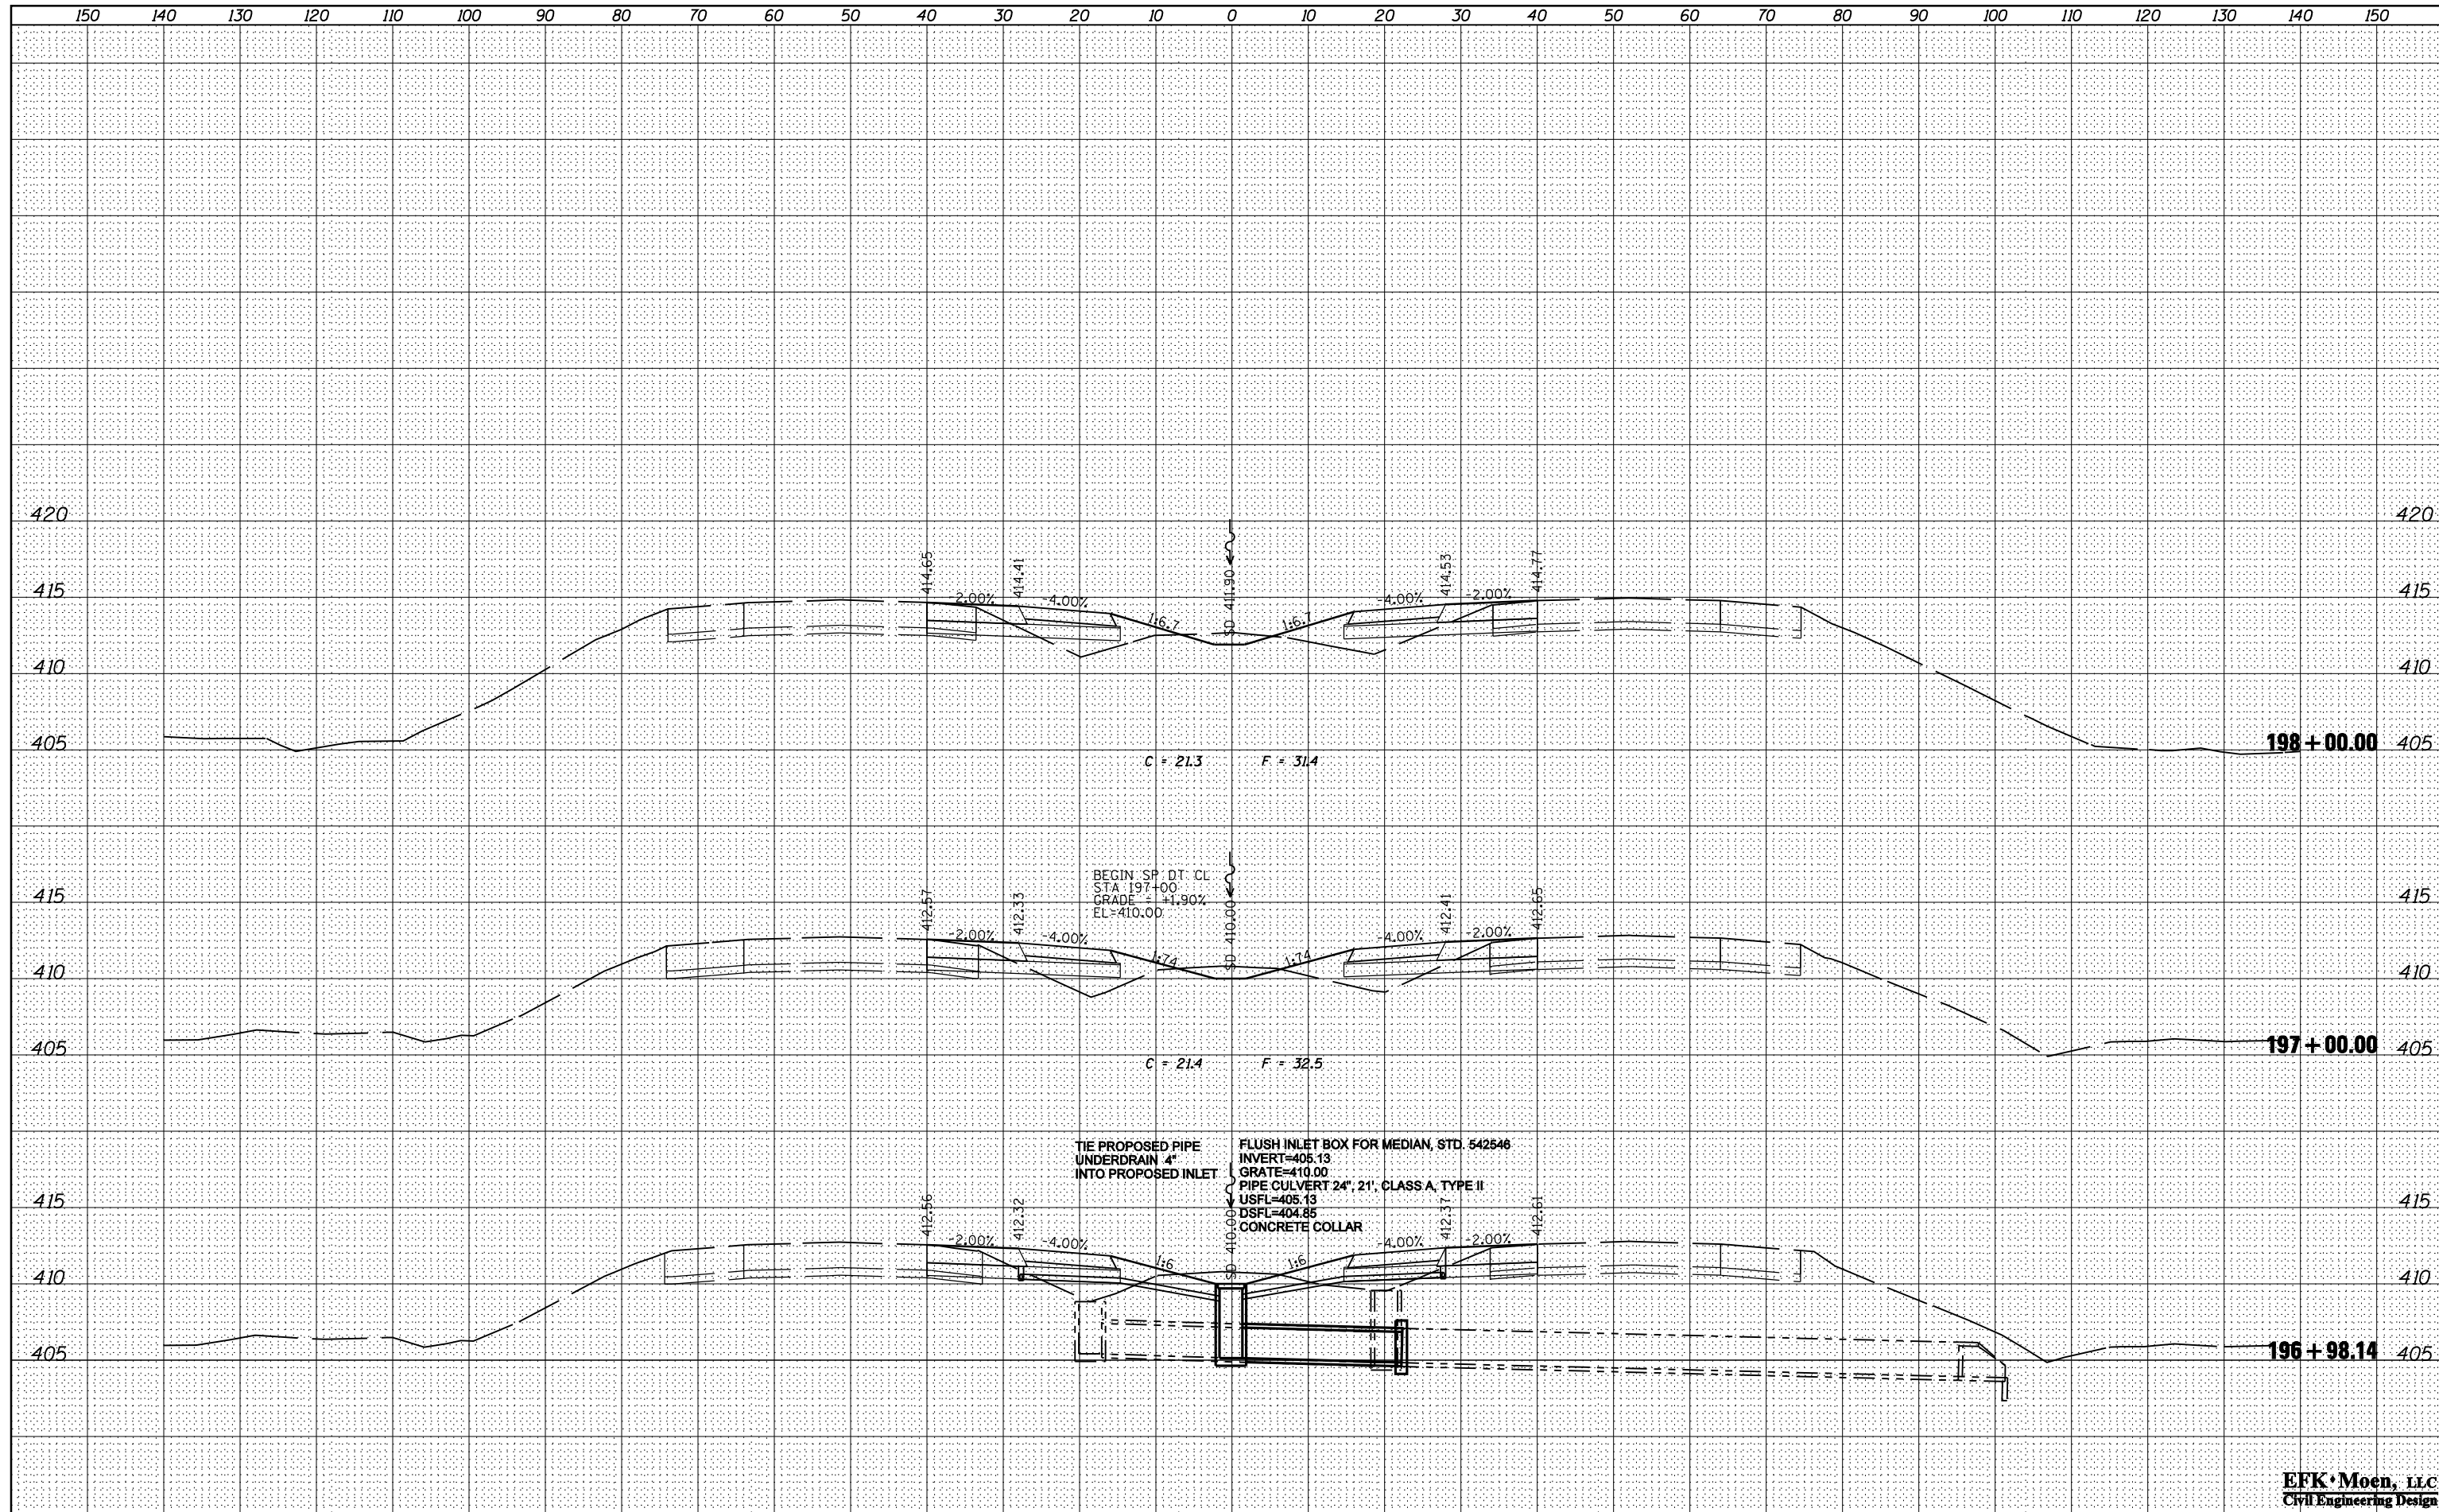 150 140 130 120 110 100 90 80 70 60 50 40 30 20 10 0 10 20 30 40 50 60 70 80 90 100 110 120 130 140 150
420 420
414.65 414.41 SD 411.90 414.53 414.77
415 415
-2.00% -4.00% 1:6.7 1:6.7 -4.00% -2.00%
410 410
405 198+00.00 405
C = 21.3 F = 31.4
BEGIN SP DT CL
STA 197+00
GRADE = +1.90%
EL=410.00
412.57 412.33 SD 410.00 412.41 412.65
415 415
-2.00% -4.00% 1:74 1:74 -4.00% -2.00%
410 410
405 197+00.00 405
C = 21.4 F = 32.5
TIE PROPOSED PIPE
UNDERDRAIN 4"
INTO PROPOSED INLET
FLUSH INLET BOX FOR MEDIAN, STD. 542546
INVERT=405.13
GRATE=410.00
PIPE CULVERT 24", 21', CLASS A, TYPE II
USFL=405.13
DSFL=404.85
CONCRETE COLLAR
412.56 412.32 SD 410.00 412.37 412.61
415 415
-2.00% -4.00% 1:6 1:6 -4.00% -2.00%
410 410
405 196+98.14 405
EFK Moen, LLC
Civil Engineering Design